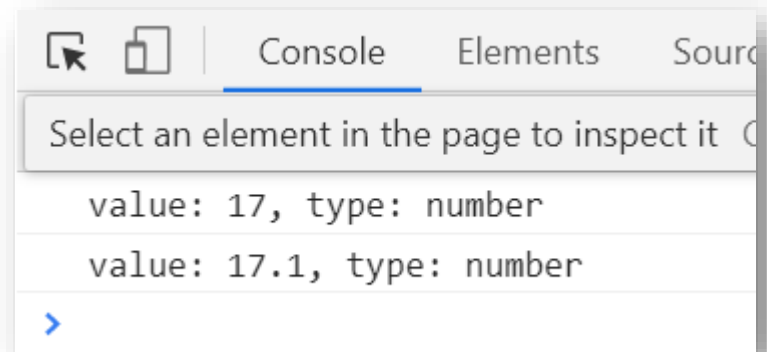 Console Elements
Select an element in the page to inspect it
value: 17, type: number
value: 17.1, type: number